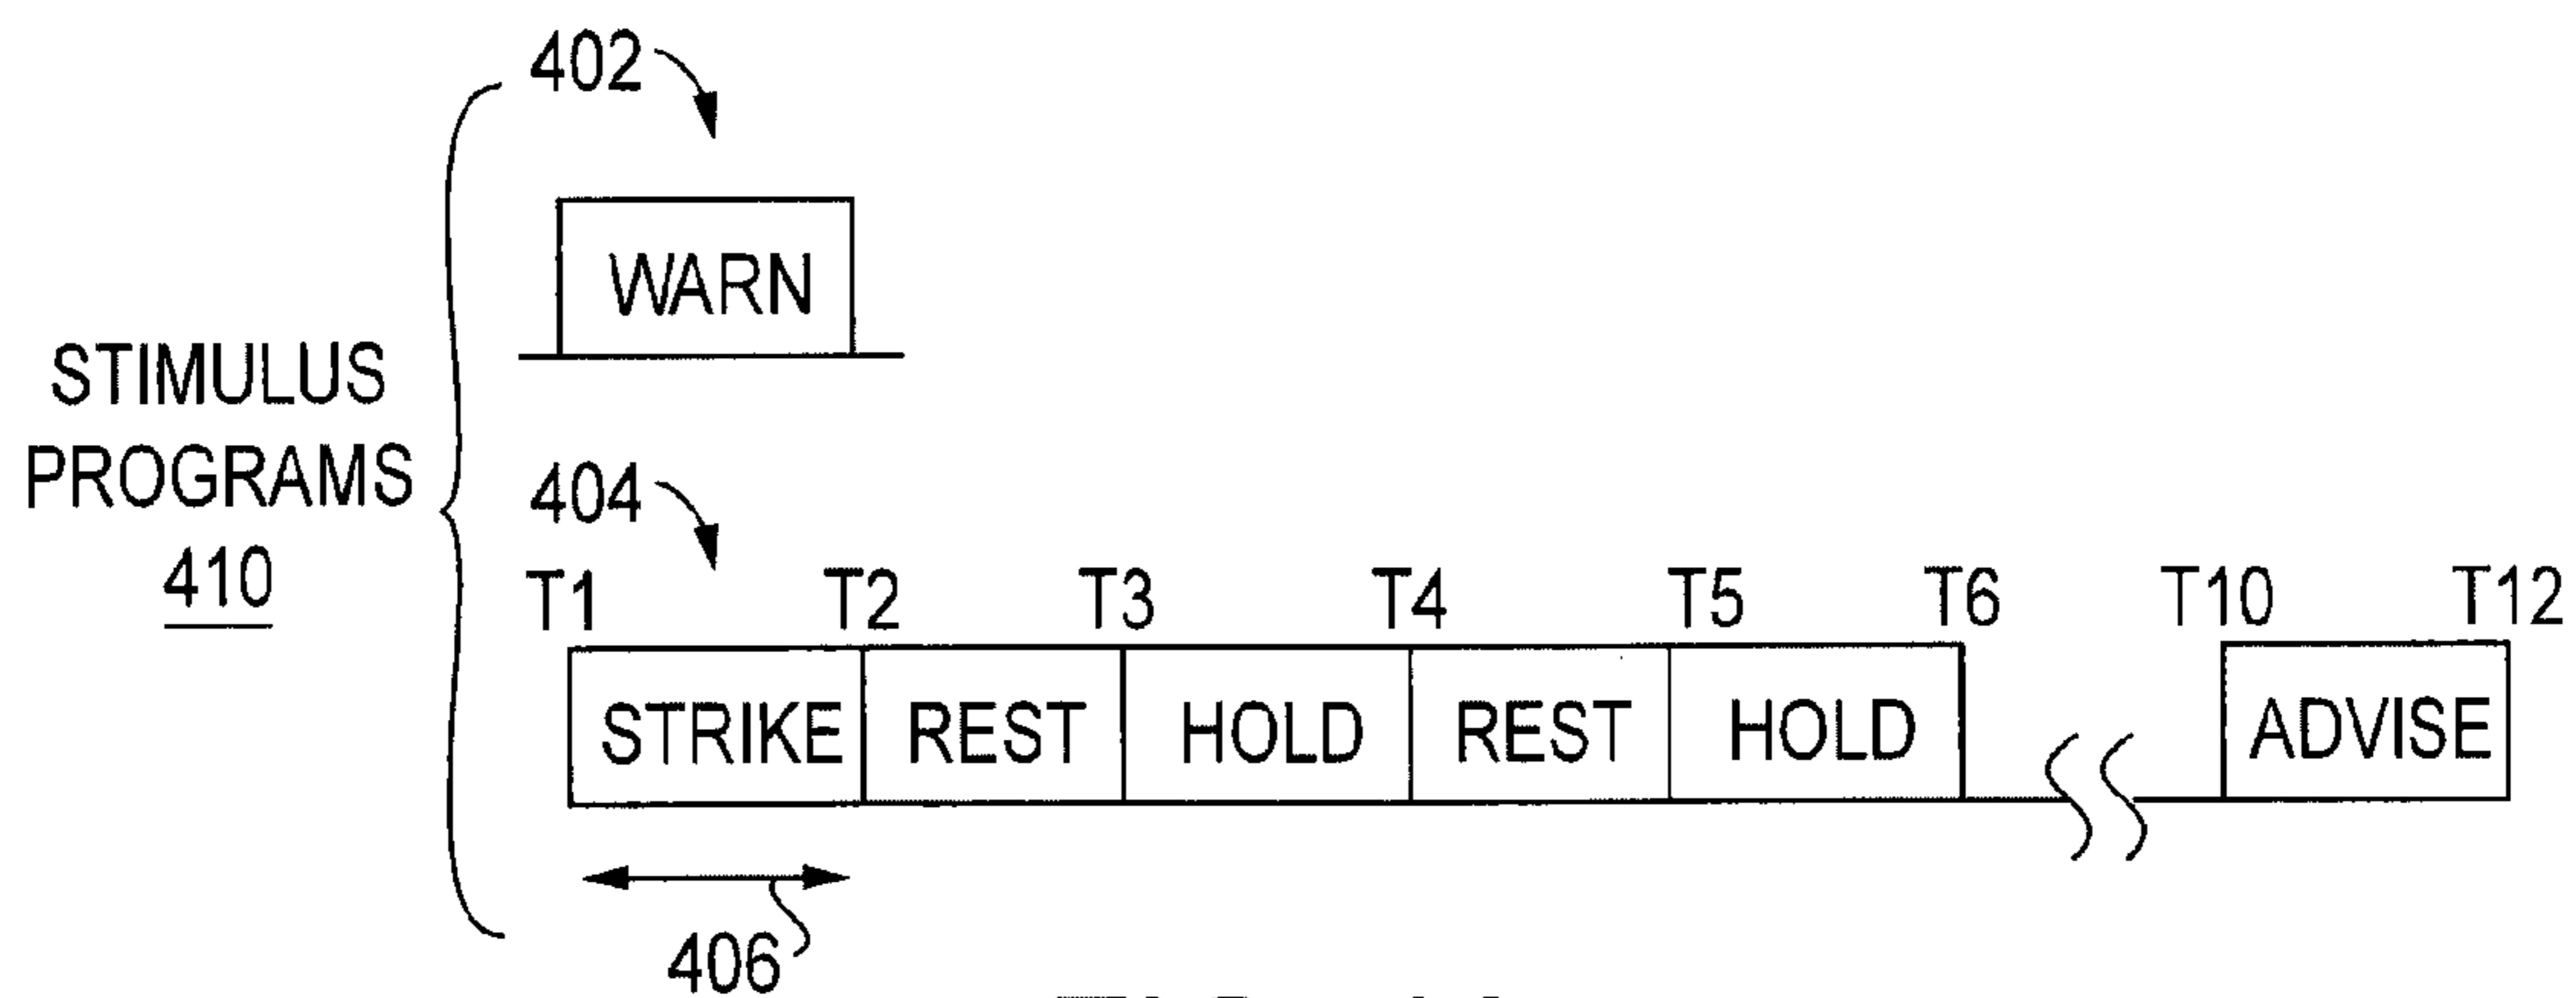 402
WARN
STIMULUS
PROGRAMS
410
404
T1 T2 T3 T4 T5 T6 T10 T12
STRIKE REST HOLD REST HOLD ADVISE
406